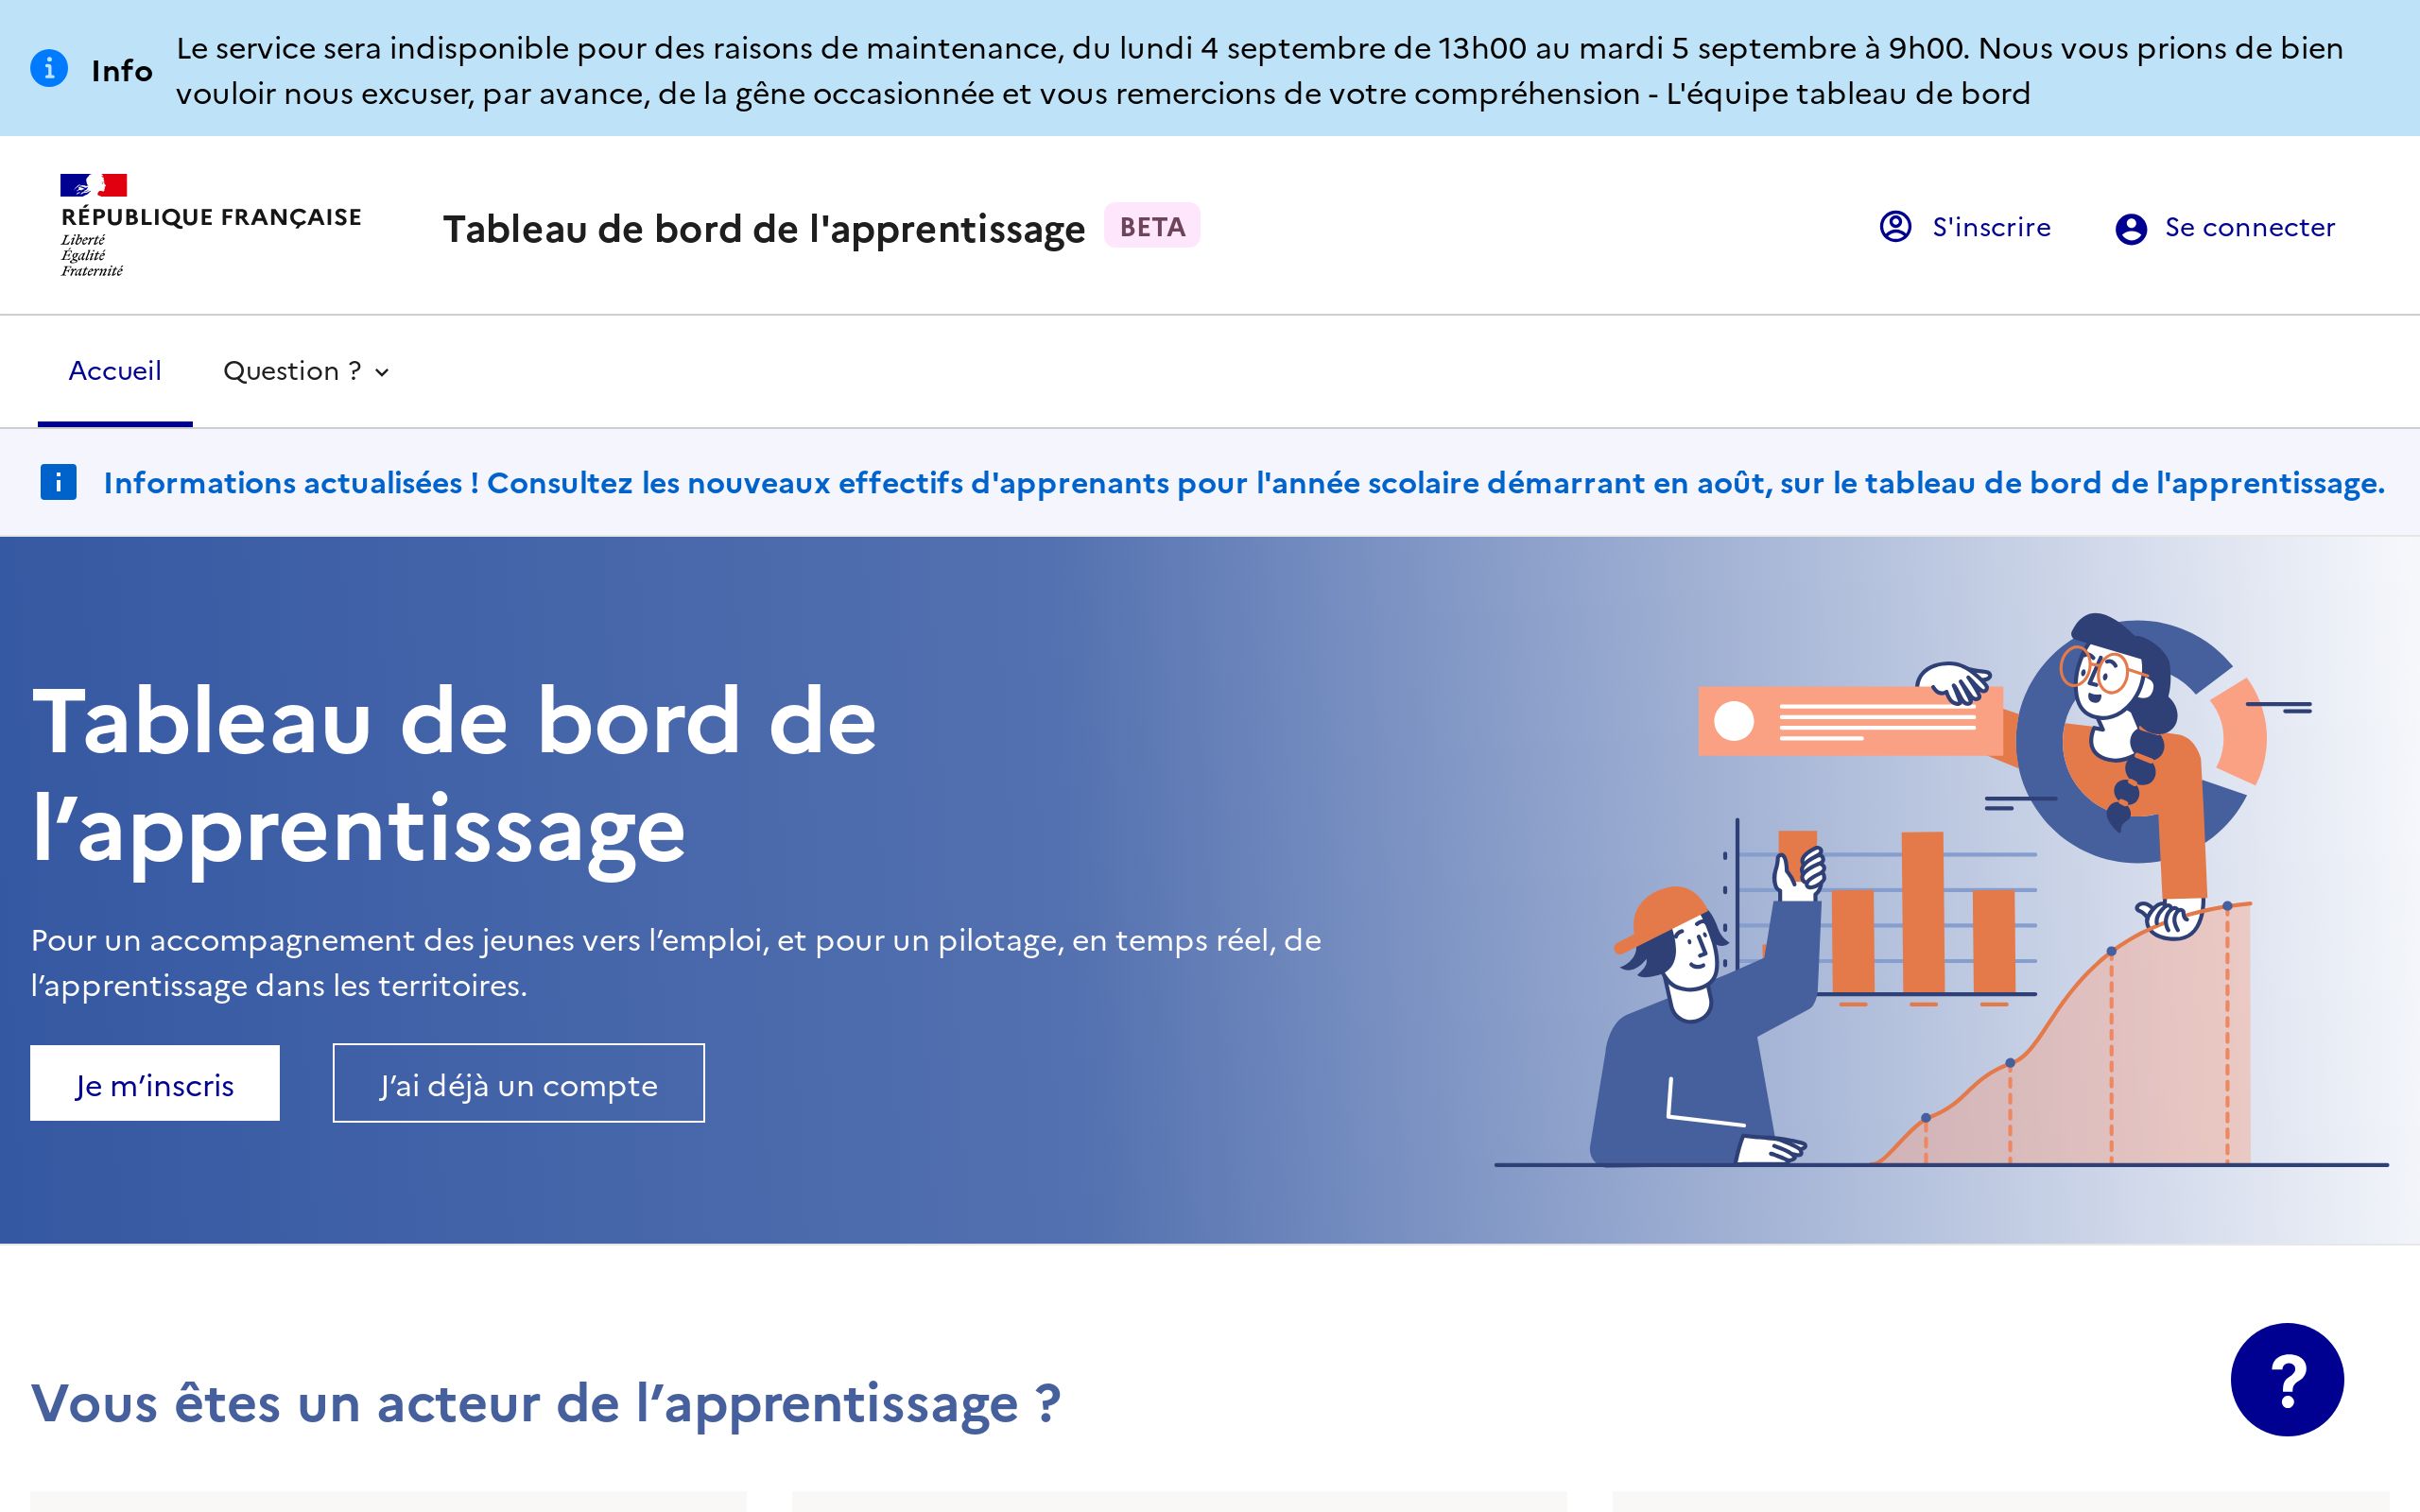 Info
Le service sera indisponible pour des raisons de maintenance, du lundi 4 septembre de 13h00 au mardi 5 septembre à 9h00. Nous vous prions de bien
vouloir nous excuser, par avance, de la gêne occasionnée et vous remercions de votre compréhension - L'équipe tableau de bord
RÉPUBLIQUE FRANÇAISE
Liberté
Égalité
Fraternité
Tableau de bord de l'apprentissage BETA
S'inscrire
Se connecter
Accueil
Question ?
Informations actualisées ! Consultez les nouveaux effectifs d'apprenants pour l'année scolaire démarrant en août, sur le tableau de bord de l'apprentissage.
Tableau de bord de
l’apprentissage
Pour un accompagnement des jeunes vers l’emploi, et pour un pilotage, en temps réel, de
l’apprentissage dans les territoires.
Je m’inscris
J’ai déjà un compte
Vous êtes un acteur de l’apprentissage ?
?